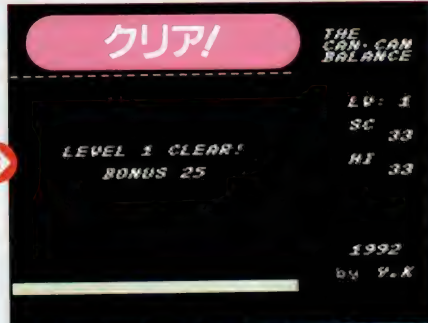 クリア!
THE
CAN・CAN
BALANCE
LV: 1
SC
33
HI
33
LEVEL 1 CLEAR!
BONUS 25
1992
by Y.K